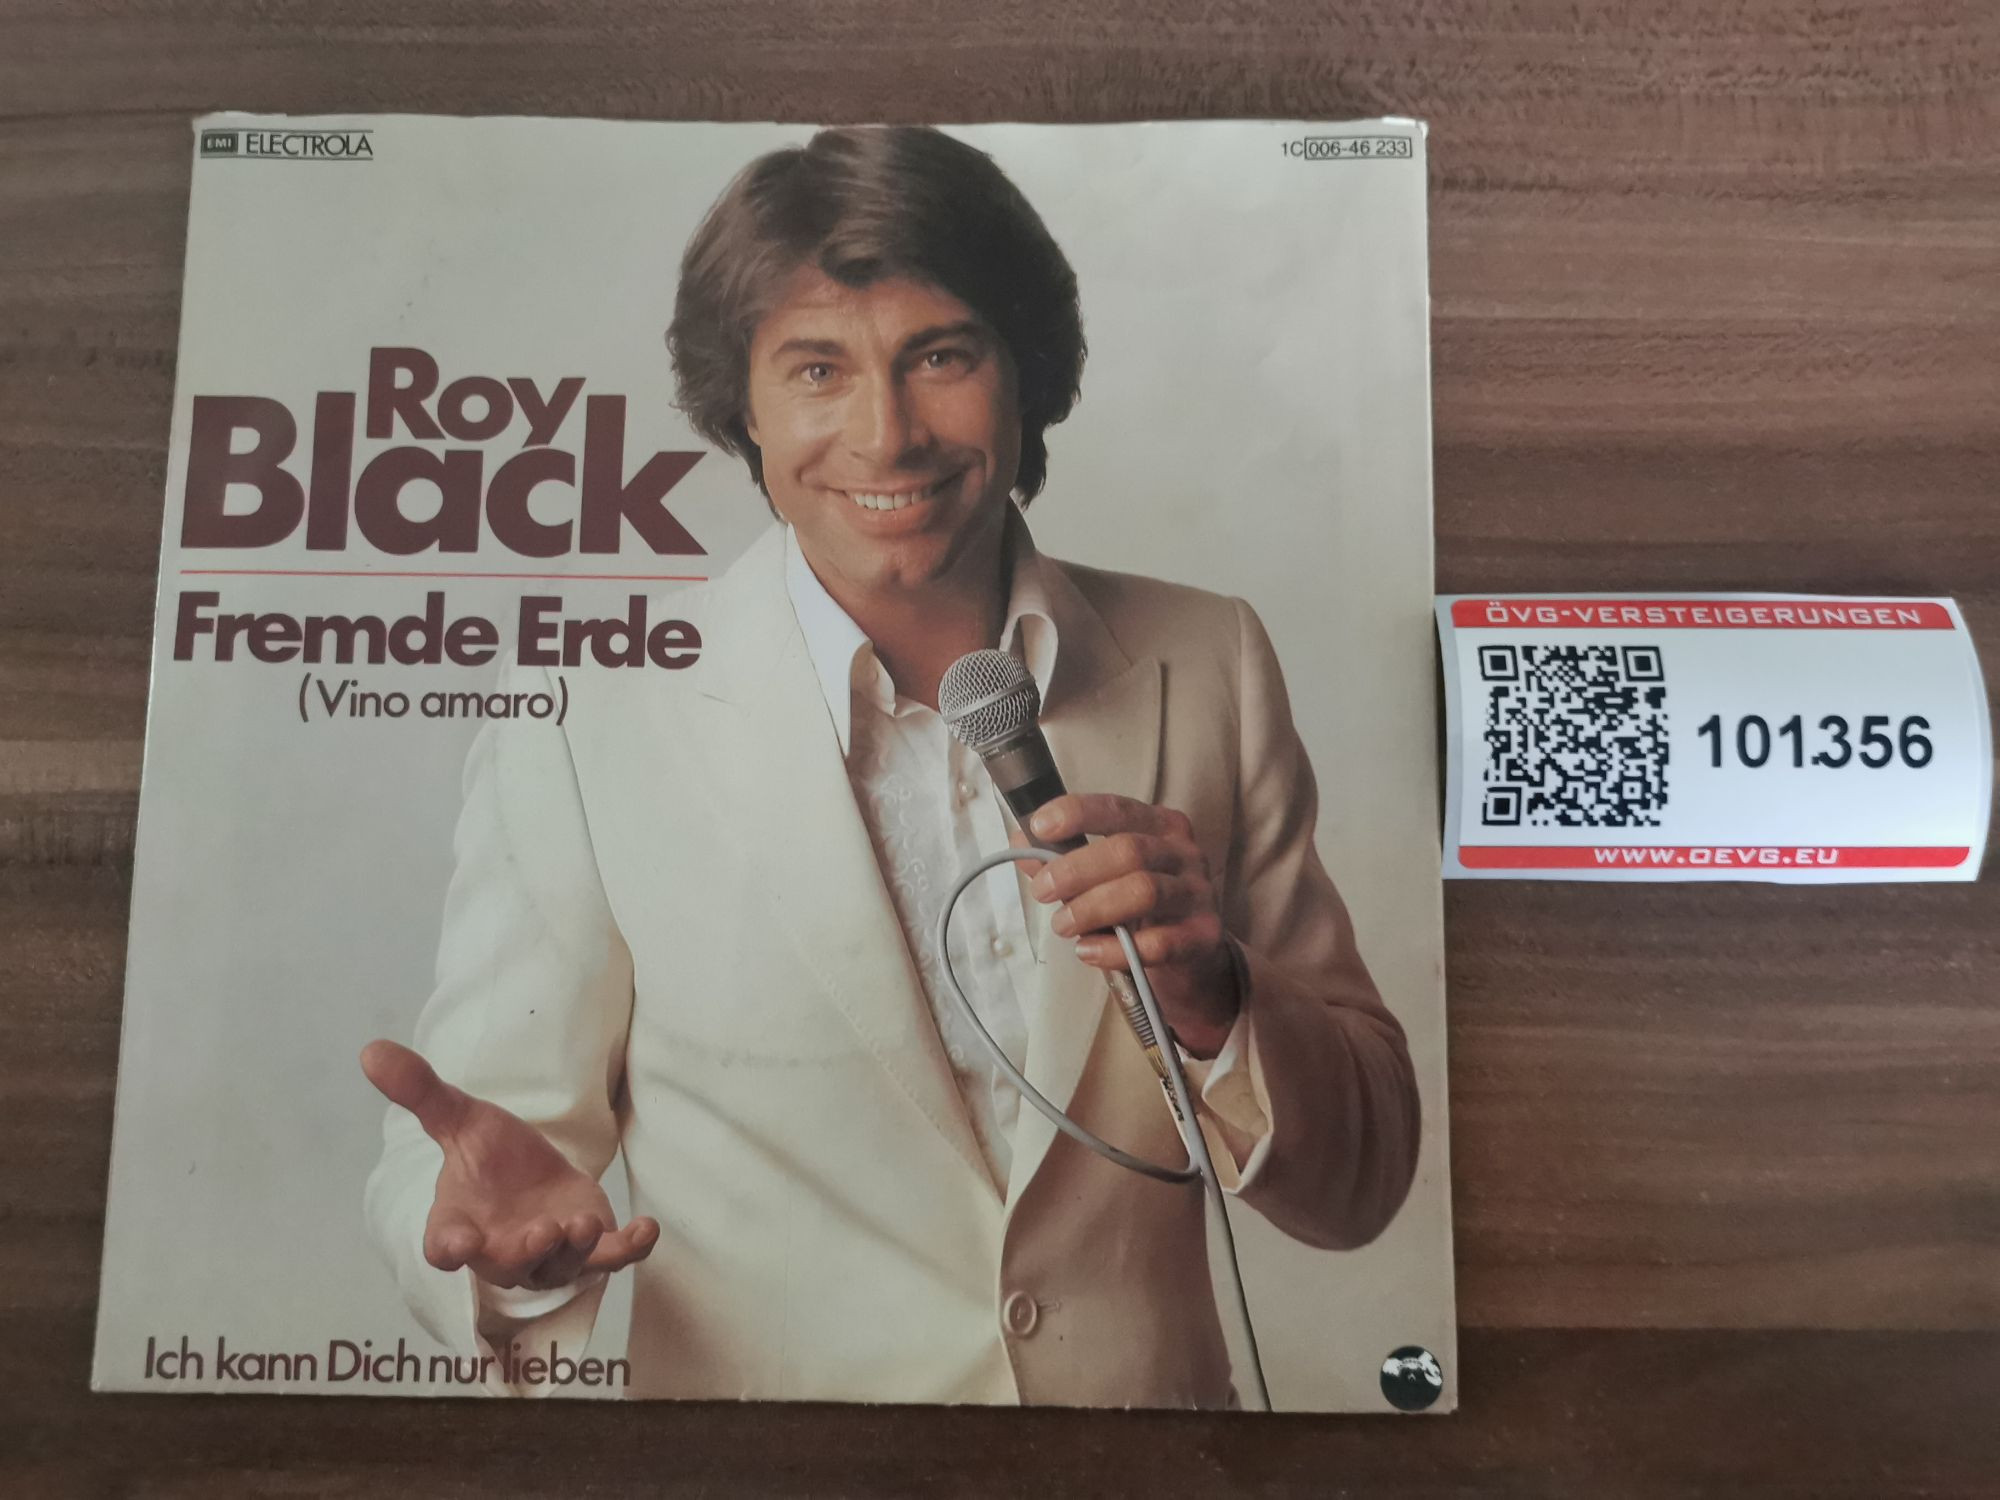 EMI ELECTROLA
1C 006-46 233
Roy
Black
Fremde Erde
(Vino amaro)
Ich kann Dich nur lieben
ÖVG-VERSTEIGERUNGEN
101.356
WWW.OEVG.EU